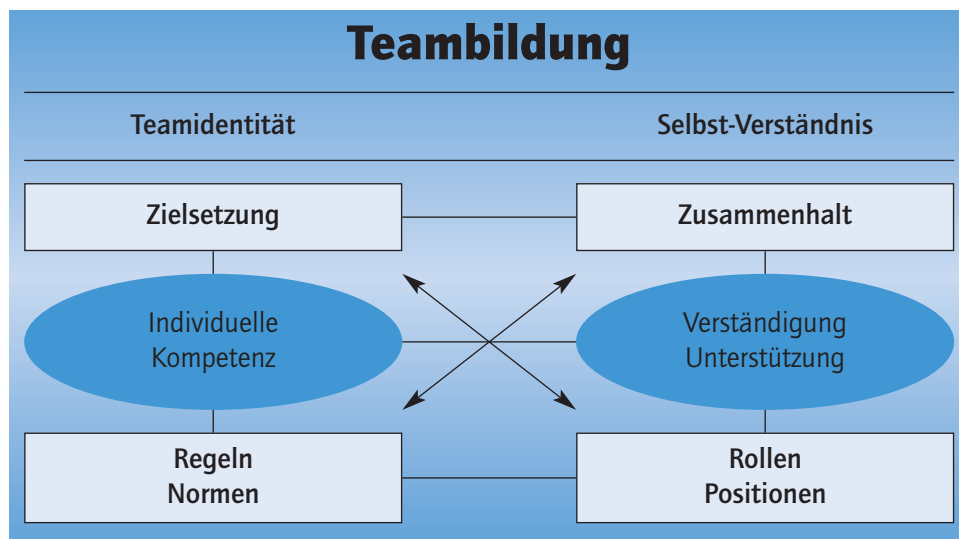 Teambildung
Teamidentität
Selbst-Verständnis
Zielsetzung
Zusammenhalt
Individuelle
Kompetenz
Verständigung
Unterstützung
Regeln
Normen
Rollen
Positionen